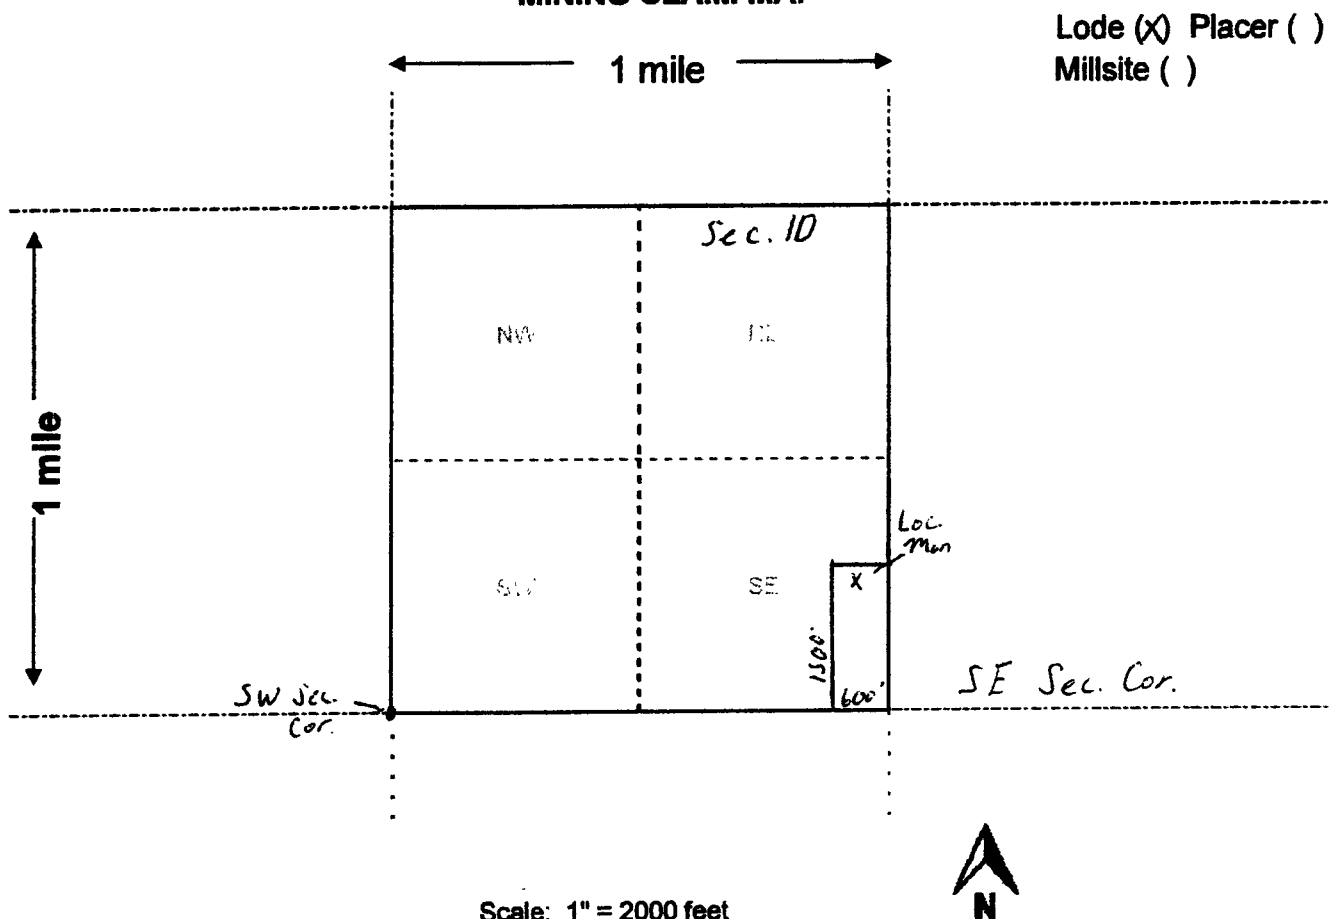 Lode (X) Placer ( )
Millsite ( )
1 mile
Sec. 10
NW
1 mile
Loc.
Mon
X
SW
SE
1500'
600'
SW Sec.
Cor.
SE Sec. Cor.
Scale: 1" = 2000 feet
N